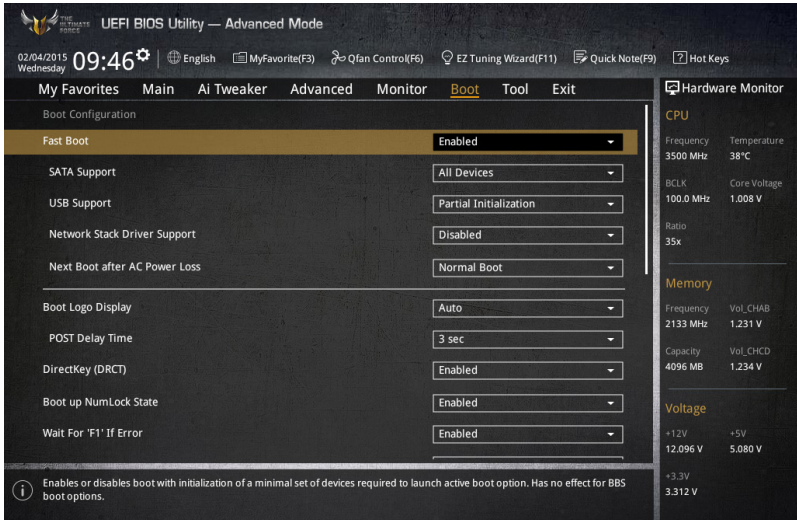 THE
ULTIMATE
FORCE
UEFI BIOS Utility — Advanced Mode
02/04/2015
Wednesday
09:46
English
MyFavorite(F3)
Qfan Control(F6)
EZ Tuning Wizard(F11)
Quick Note(F9)
? Hot Keys
My Favorites Main Ai Tweaker Advanced Monitor Boot Tool Exit
Boot Configuration
Fast Boot Enabled
SATA Support All Devices
USB Support Partial Initialization
Network Stack Driver Support Disabled
Next Boot after AC Power Loss Normal Boot
Boot Logo Display Auto
POST Delay Time 3 sec
DirectKey (DRCT) Enabled
Boot up NumLock State Enabled
Wait For 'F1' If Error Enabled
i
Enables or disables boot with initialization of a minimal set of devices required to launch active boot option. Has no effect for BBS
boot options.
Hardware Monitor
CPU
Frequency Temperature
3500 MHz 38°C
BCLK Core Voltage
100.0 MHz 1.008 V
Ratio
35x
Memory
Frequency Vol_CHAB
2133 MHz 1.231 V
Capacity Vol_CHCD
4096 MB 1.234 V
Voltage
+12V +5V
12.096 V 5.080 V
+3.3V
3.312 V